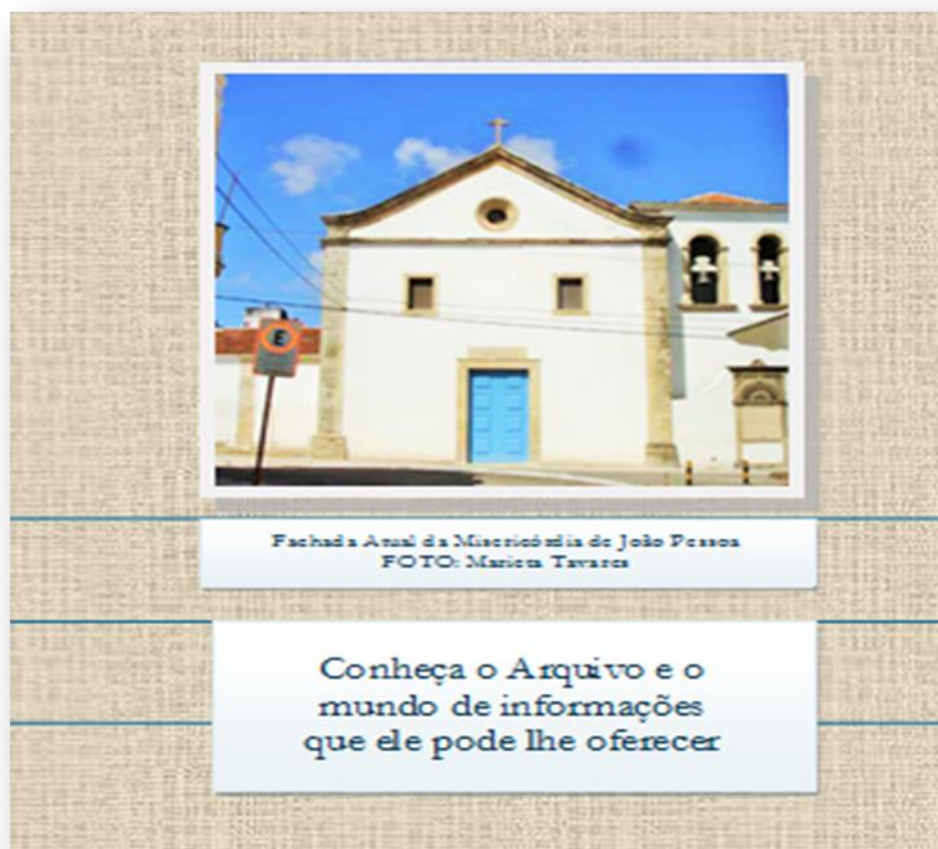 E
Fachada Atual da Misericórdia de João Pessoa
FOTO: Marieta Tavares
Conheça o Arquivo e o
mundo de informações
que ele pode lhe oferecer